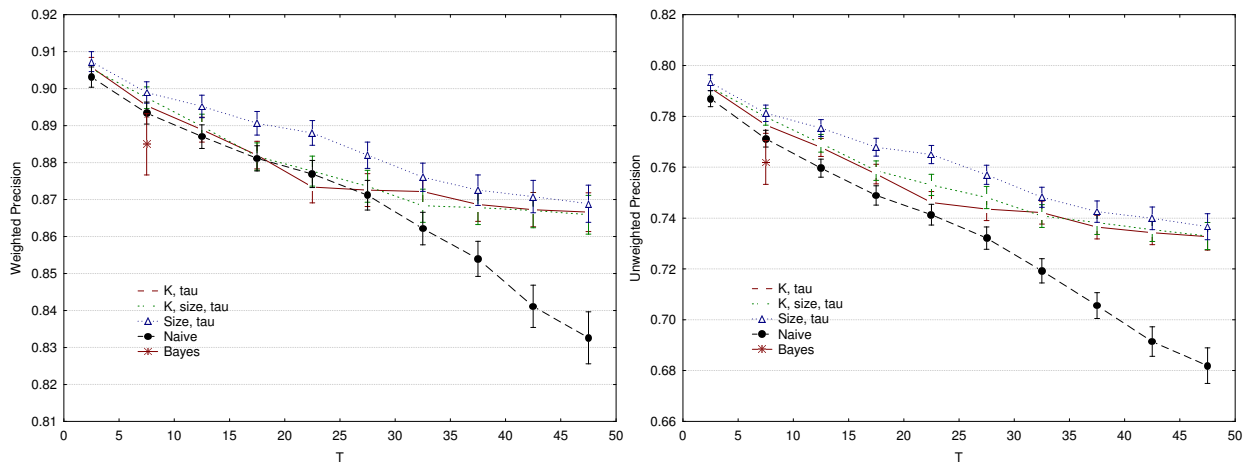 0.92
0.91
0.90
0.89
0.88
0.87
0.86
0.85
0.84
0.83
0.82
0.81
Weighted Precision
K, tau
K, size, tau
Size, tau
Naive
Bayes
0 5 10 15 20 25 30 35 40 45 50
T
0.82
0.80
0.78
0.76
0.74
0.72
0.70
0.68
0.66
Unweighted Precision
K, tau
K, size, tau
Size, tau
Naive
Bayes
0 5 10 15 20 25 30 35 40 45 50
T